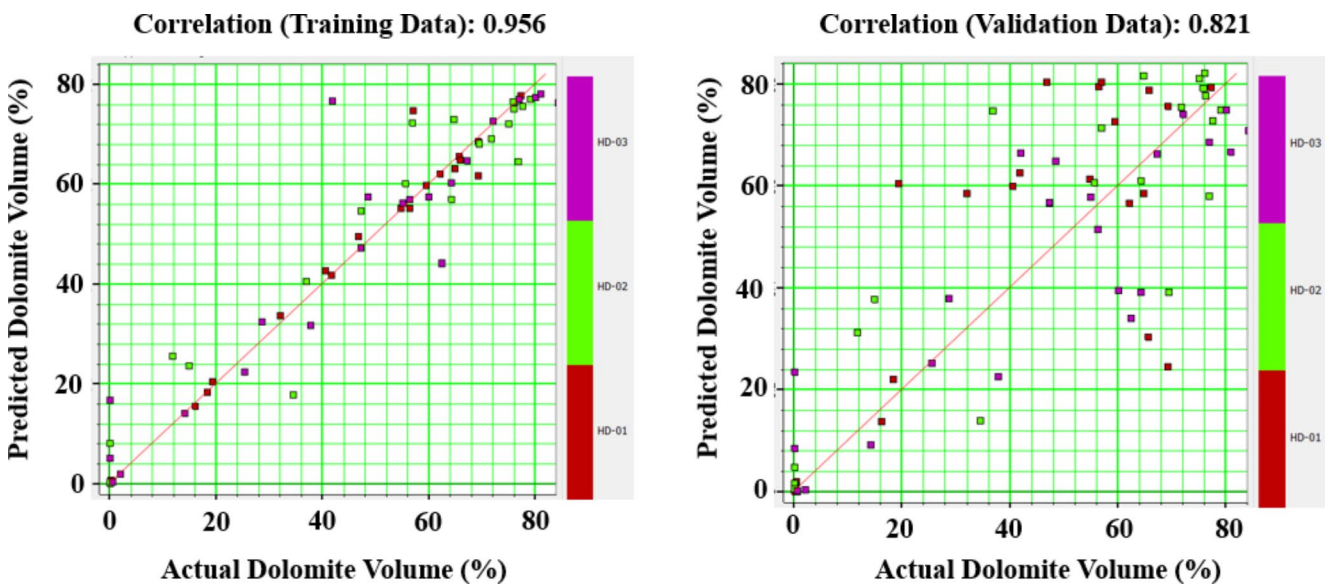 Correlation (Training Data): 0.956
Predicted Dolomite Volume (%)
80
60
40
20
0
0 20 40 60 80
Actual Dolomite Volume (%)
HD-03
HD-02
HD-01
Correlation (Validation Data): 0.821
Predicted Dolomite Volume (%)
80
60
40
20
0
0 20 40 60 80
Actual Dolomite Volume (%)
HD-03
HD-02
HD-01